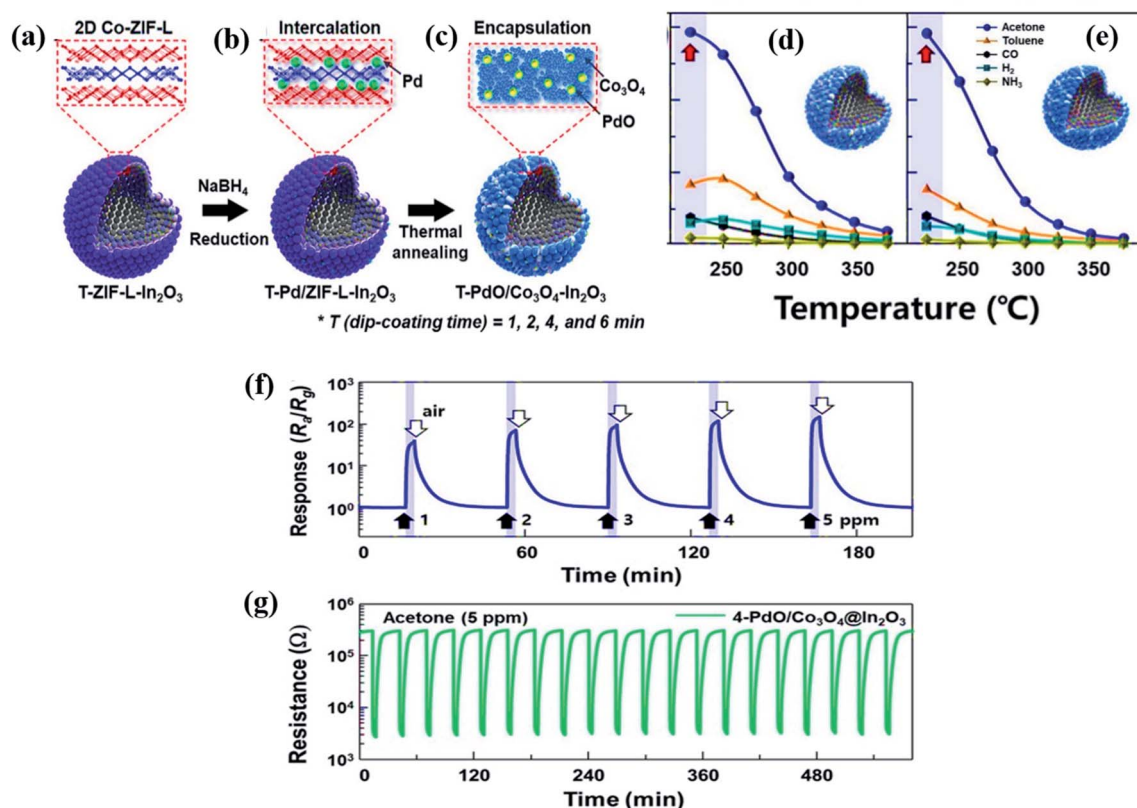 (a) 2D Co-ZIF-L
(b) Intercalation
Pd
(c) Encapsulation
Co₃O₄
PdO
NaBH₄
Reduction
Thermal
annealing
T-ZIF-L-In₂O₃
T-Pd/ZIF-L-In₂O₃
T-PdO/Co₃O₄-In₂O₃
* T (dip-coating time) = 1, 2, 4, and 6 min
(d)
250 300 350
(e)
Acetone
Toluene
CO
H₂
NH₃
250 300 350
Temperature (℃)
(f)
Response (Rₐ/R_g)
10³
10²
10¹
10⁰
air
1 2 3 4 5 ppm
0 60 120 180
Time (min)
(g)
Resistance (Ω)
10⁶
10⁵
10⁴
10³
Acetone (5 ppm)
4-PdO/Co₃O₄@In₂O₃
0 120 240 360 480
Time (min)